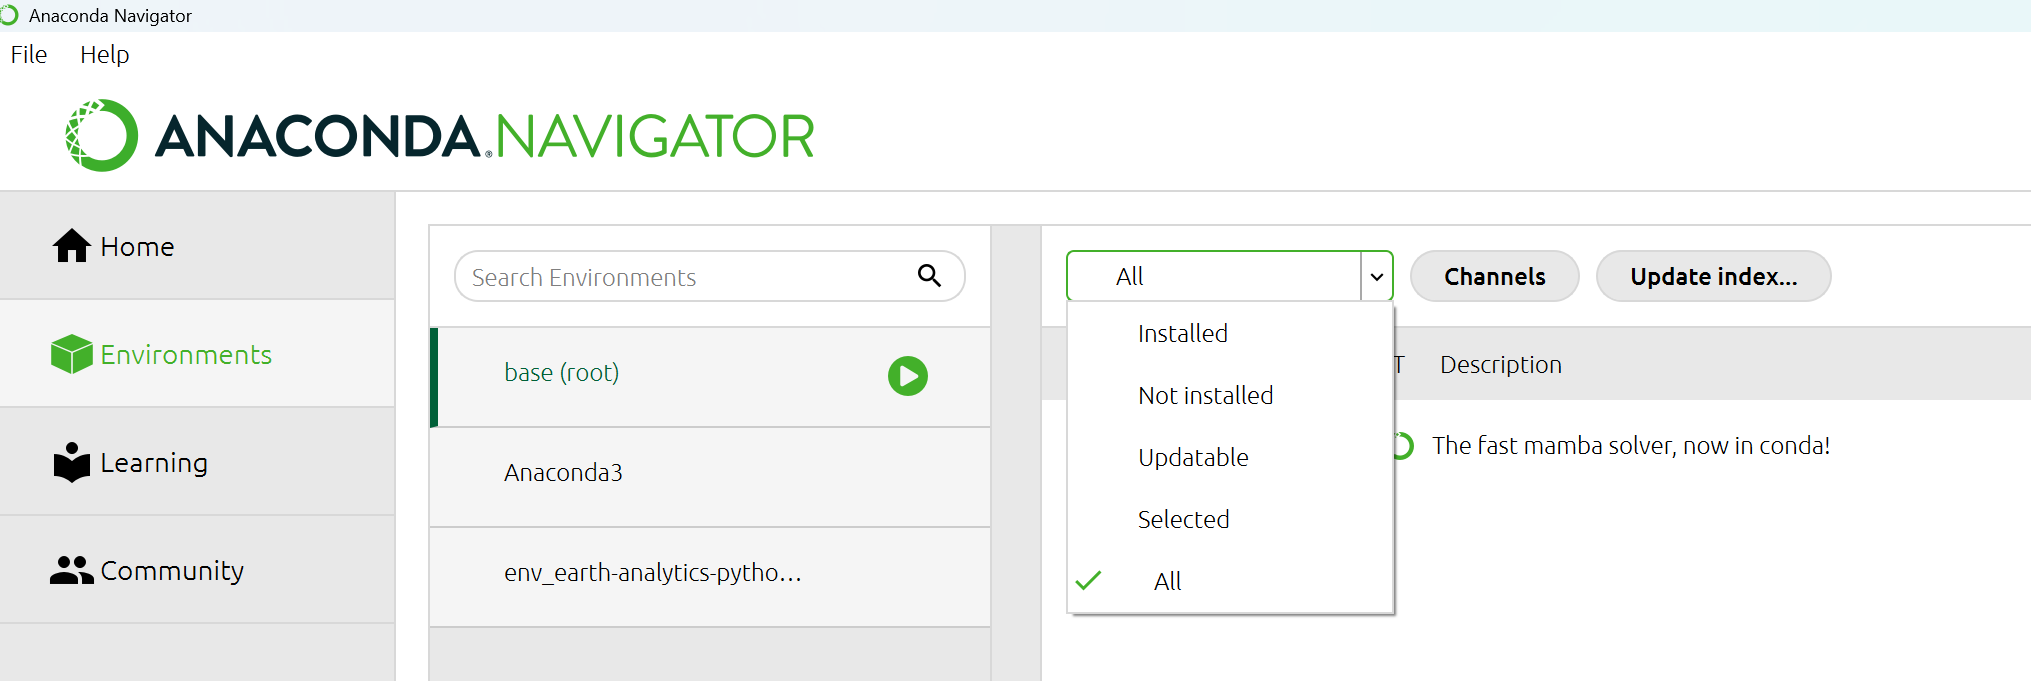 Anaconda Navigator
File Help
ANACONDA.NAVIGATOR
Home
Environments
Learning
Community
Search Environments
base (root)
Anaconda3
env_earth-analytics-pytho...
All
Channels
Update index...
Installed
Not installed
Updatable
Selected
All
T Description
The fast mamba solver, now in conda!